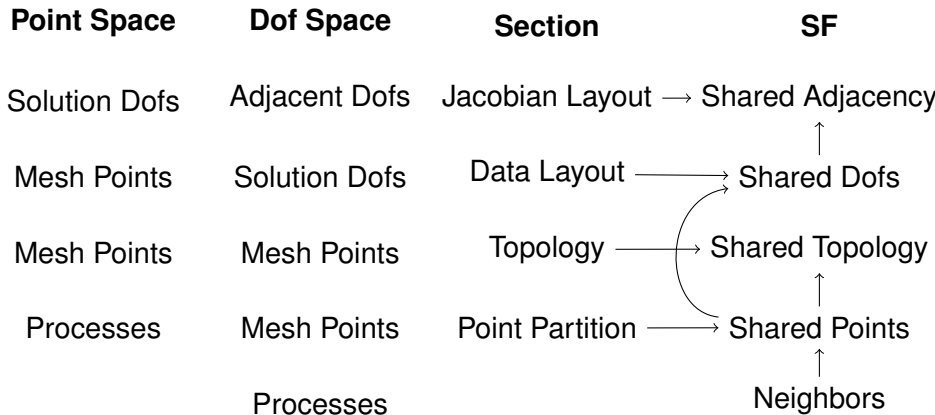 Point Space Dof Space Section SF
Solution Dofs Adjacent Dofs Jacobian Layout Shared Adjacency
Mesh Points Solution Dofs Data Layout Shared Dofs
Mesh Points Mesh Points Topology Shared Topology
Processes Mesh Points Point Partition Shared Points
Processes Neighbors